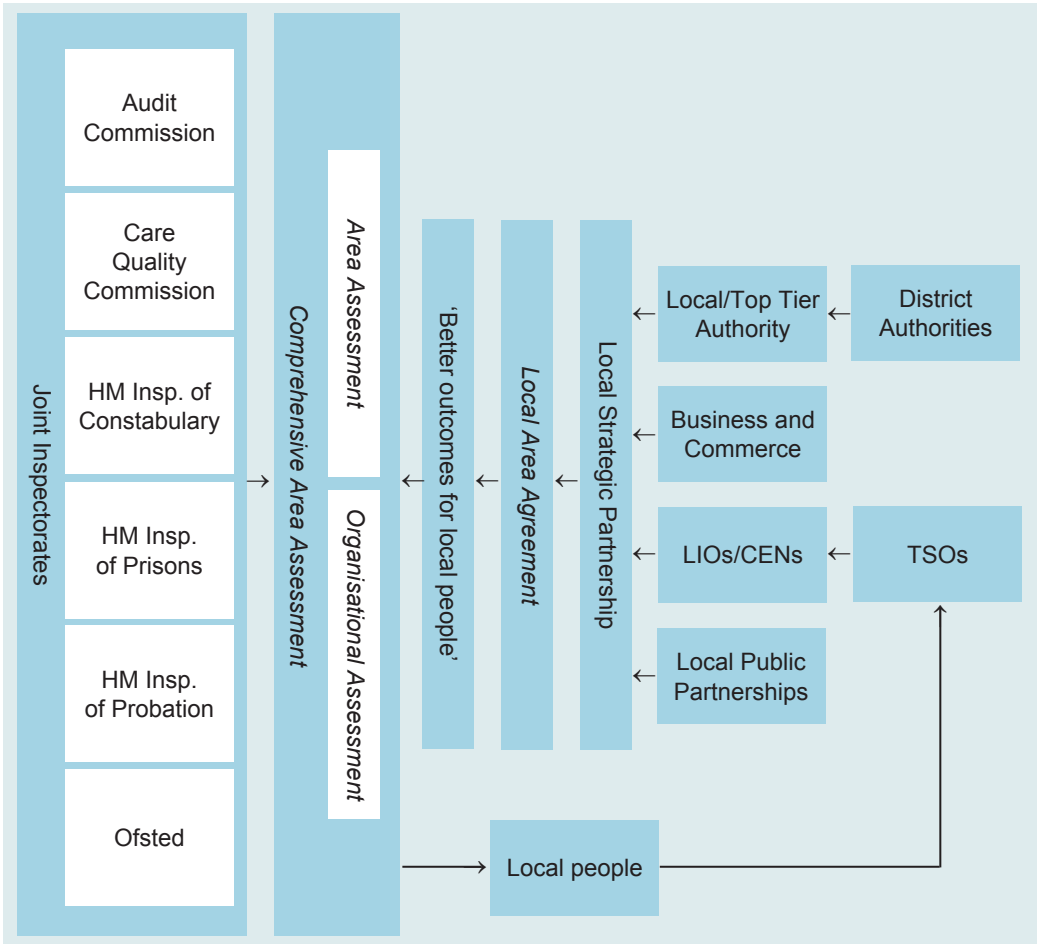 Joint Inspectorates
Audit
Commission
Care
Quality
Commission
HM Insp. of
Constabulary
HM Insp.
of Prisons
HM Insp.
of Probation
Ofsted
Comprehensive Area Assessment
Area Assessment
Organisational Assessment
‘Better outcomes for local people’
Local Area Agreement
Local Strategic Partnership
Local/Top Tier
Authority
District
Authorities
Business and
Commerce
LIOs/CENs
TSOs
Local Public
Partnerships
Local people